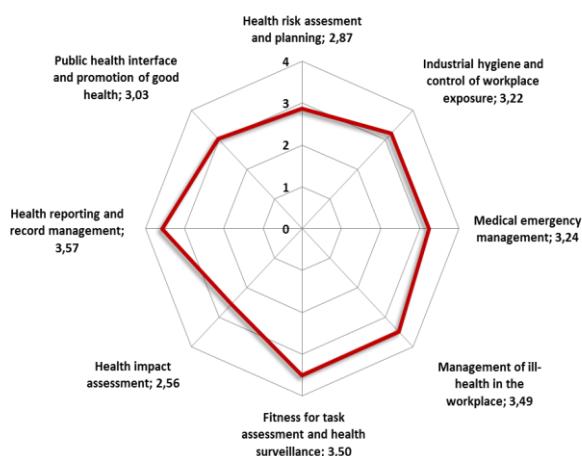 Health risk assesment
and planning; 2,87
Public health interface
and promotion of good
health; 3,03
Industrial hygiene and
control of workplace
exposure; 3,22
4
3
2
1
0
Health reporting and
record management;
3,57
Medical emergency
management; 3,24
Health impact
assessment; 2,56
Management of ill-
health in the
workplace; 3,49
Fitness for task
assessment and health
surveillance; 3,50